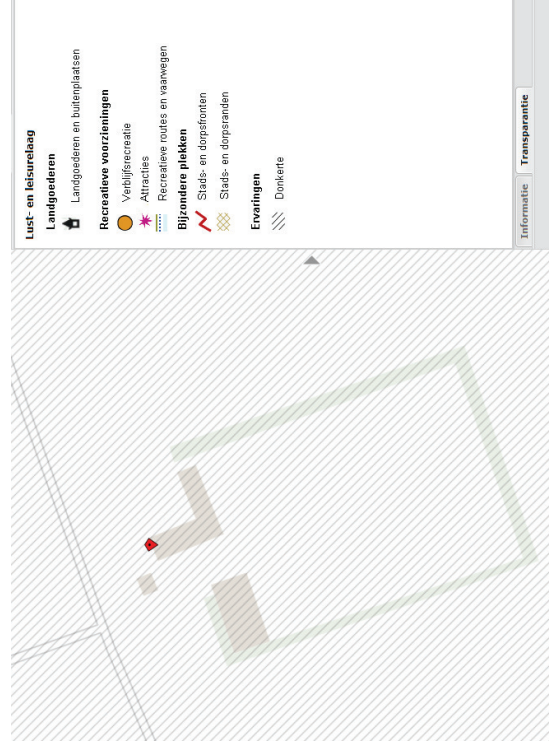 Lust- en leisurelaag
Landgoederen
Landgoederen en buitenplaatsen
Recreatieve voorzieningen
Verblijfsrecreatie
Attracties
Recreatieve routes en vaarwegen
Bijzondere plekken
Stads- en dorpsfronten
Stads- en dorpsranden
Ervaringen
Donkerte
Informatie
Transparantie